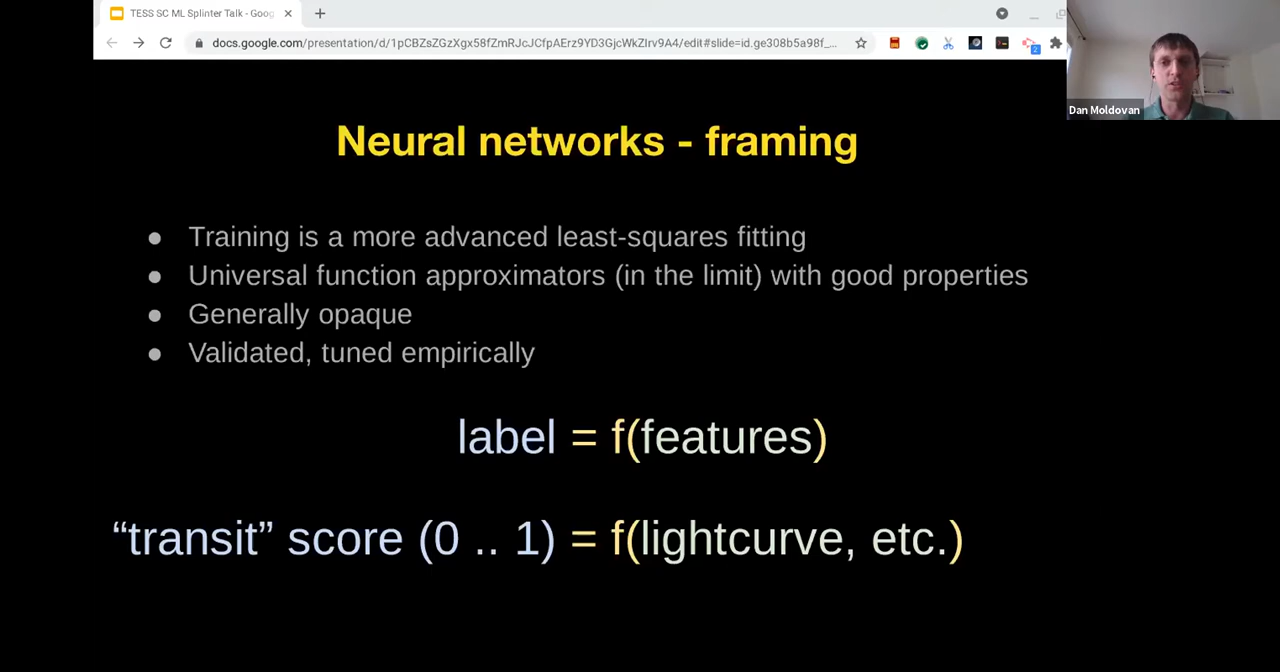 TESS SC ML Splinter Talk - Goog
docs.google.com/presentation/d/1pCBZsZGzXgx58fZmRJcJCfpAErz9YD3GjcWkZIrv9A4/edit#slide=id.ge308b5a98f_...
2
Dan Moldovan
Neural networks - framing
● Training is a more advanced least-squares fitting
● Universal function approximators (in the limit) with good properties
● Generally opaque
● Validated, tuned empirically
label = f(features)
“transit” score (0 .. 1) = f(lightcurve, etc.)